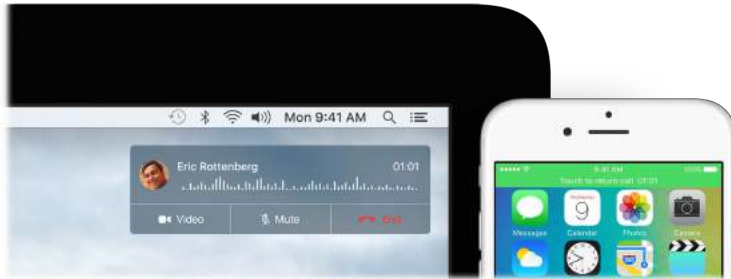 Mon 9:41 AM
Eric Rottenberg 01:01
Video Mute End
9:41 AM 100%
Touch to return call 01:01
9
Messages Calendar Photos Camera